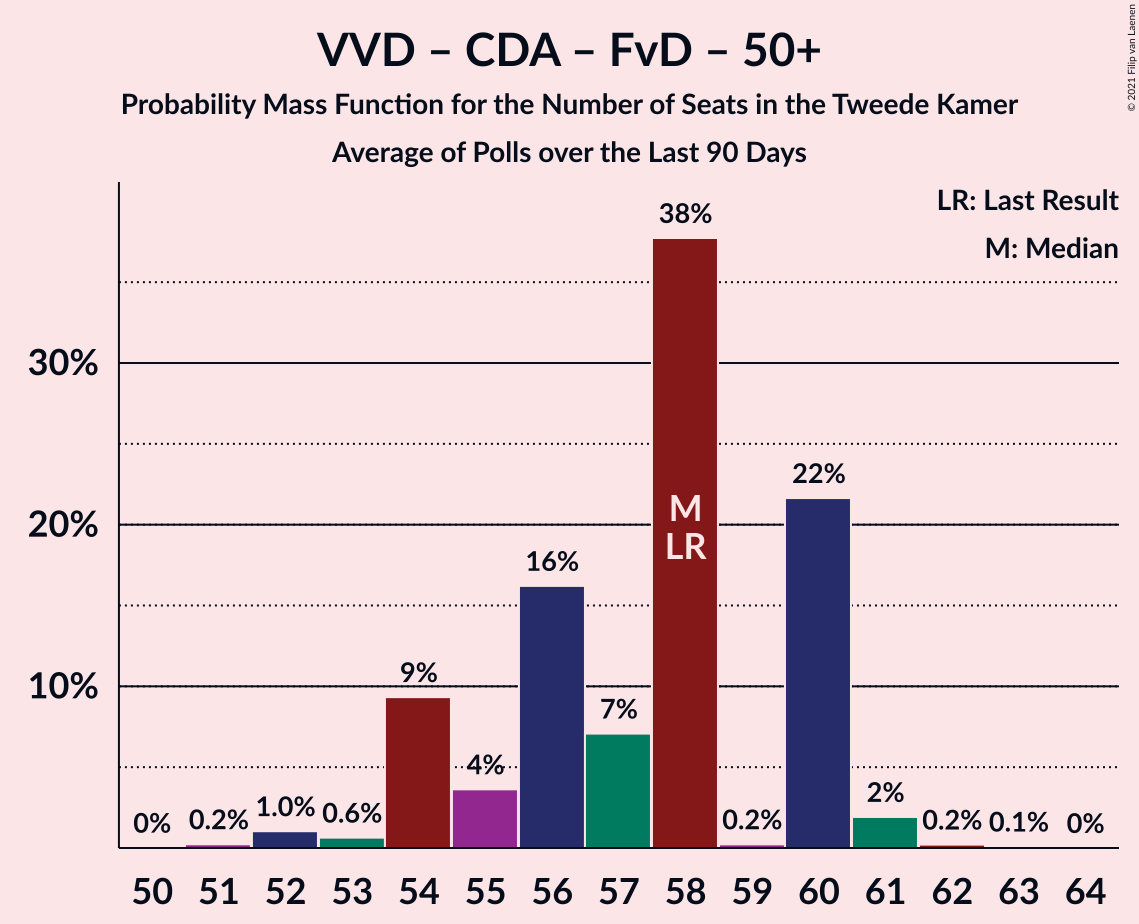 VVD – CDA – FvD – 50+
Probability Mass Function for the Number of Seats in the Tweede Kamer
Average of Polls over the Last 90 Days
© 2021 Filip van Laenen
LR: Last Result
M: Median
30%
20%
10%
0%
0.2%
1.0%
0.6%
9%
4%
16%
7%
38%
M
LR
0.2%
22%
2%
0.2%
0.1%
0%
50 51 52 53 54 55 56 57 58 59 60 61 62 63 64